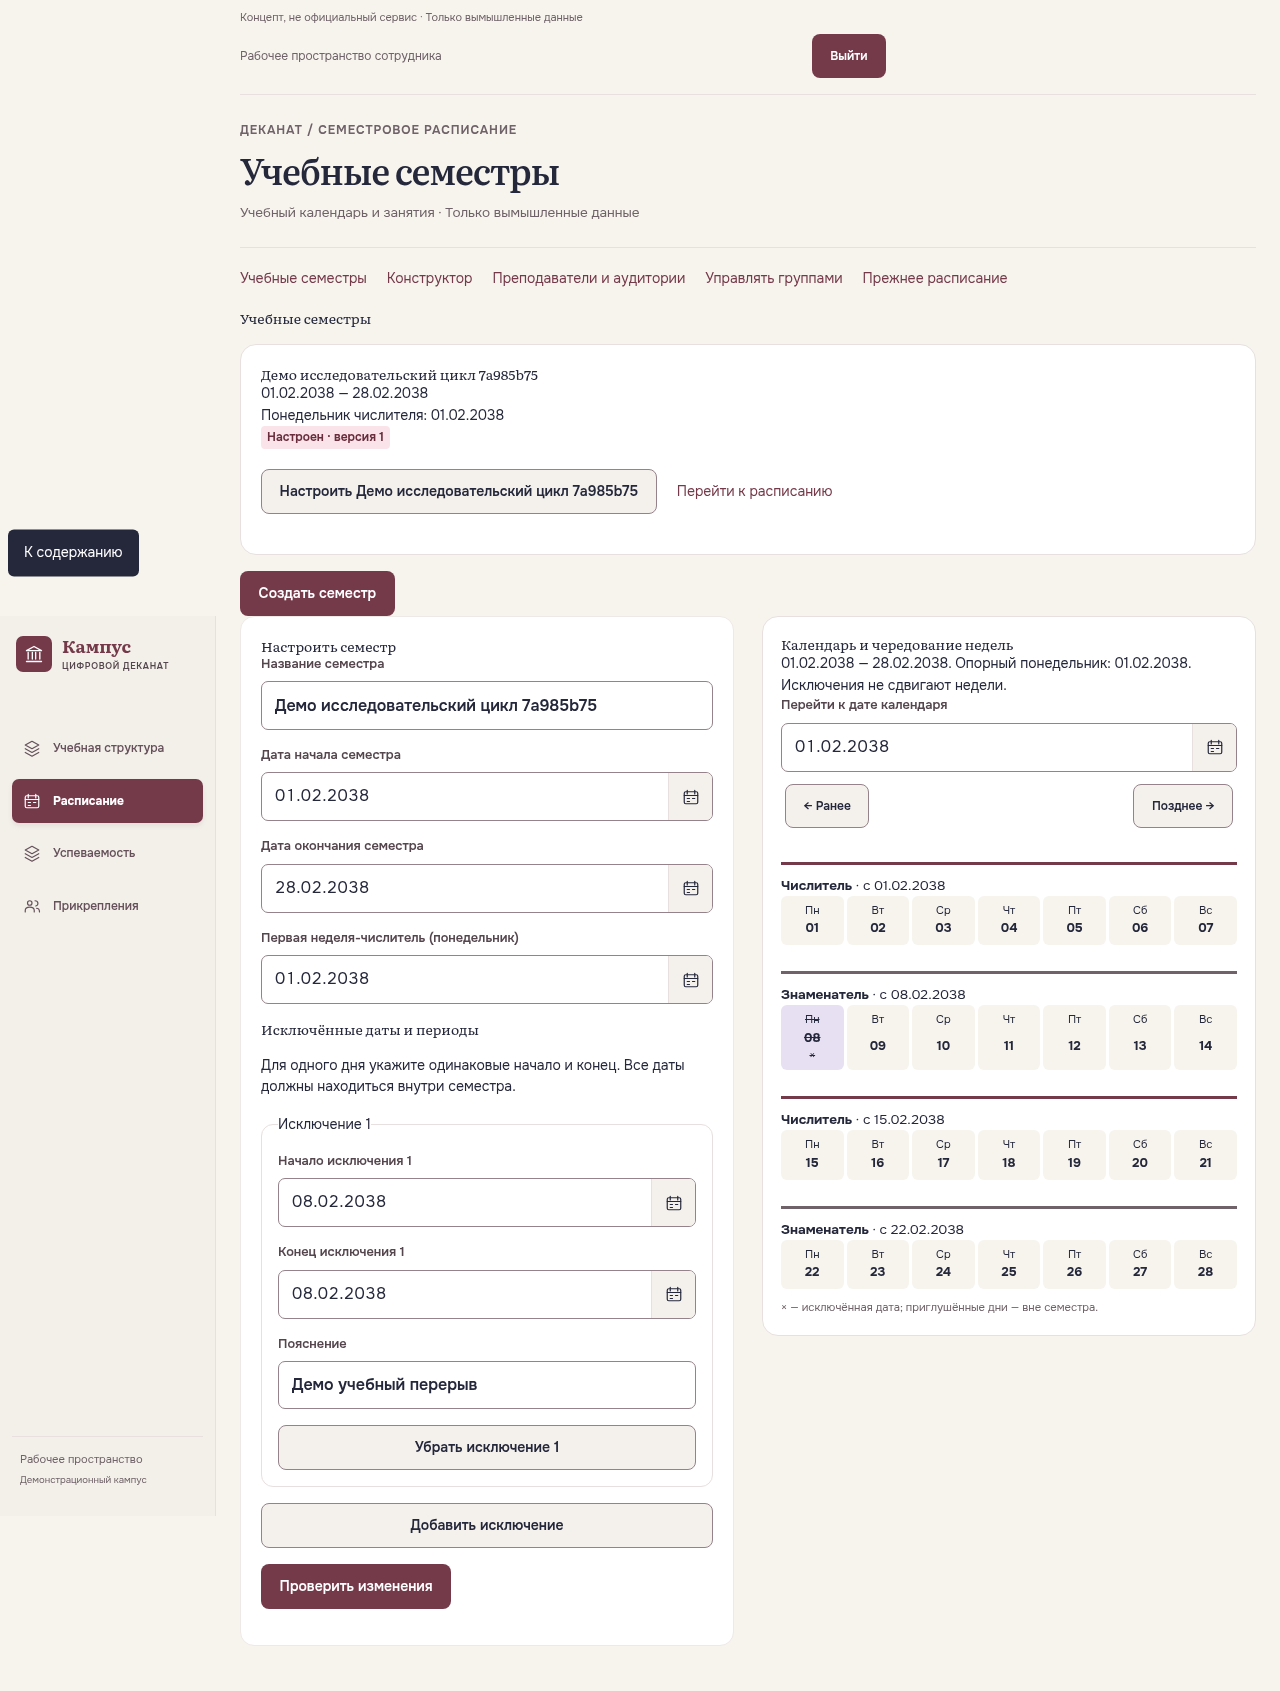 Концепт, не официальный сервис · Только вымышленные данные
Рабочее пространство сотрудника
Выйти
ДЕКАНАТ / СЕМЕСТРОВОЕ РАСПИСАНИЕ
Учебные семестры
Учебный календарь и занятия · Только вымышленные данные
Учебные семестры Конструктор Преподаватели и аудитории Управлять группами Прежнее расписание
Учебные семестры
Демо исследовательский цикл 7a985b75
01.02.2038 — 28.02.2038
Понедельник числителя: 01.02.2038
Настроен · версия 1
Настроить Демо исследовательский цикл 7a985b75
Перейти к расписанию
К содержанию
Создать семестр
Кампус
ЦИФРОВОЙ ДЕКАНАТ
Учебная структура
Расписание
Успеваемость
Прикрепления
Рабочее пространство
Демонстрационный кампус
Настроить семестр
Название семестра
Демо исследовательский цикл 7a985b75
Дата начала семестра
01.02.2038
Дата окончания семестра
28.02.2038
Первая неделя-числитель (понедельник)
01.02.2038
Исключённые даты и периоды
Для одного дня укажите одинаковые начало и конец. Все даты
должны находиться внутри семестра.
Исключение 1
Начало исключения 1
08.02.2038
Конец исключения 1
08.02.2038
Пояснение
Демо учебный перерыв
Убрать исключение 1
Добавить исключение
Проверить изменения
Календарь и чередование недель
01.02.2038 — 28.02.2038. Опорный понедельник: 01.02.2038.
Исключения не сдвигают недели.
Перейти к дате календаря
01.02.2038
← Ранее
Позднее →
Числитель · с 01.02.2038
Пн Вт Ср Чт Пт Сб Вс
01 02 03 04 05 06 07
Знаменатель · с 08.02.2038
Пн Вт Ср Чт Пт Сб Вс
08 09 10 11 12 13 14
×
Числитель · с 15.02.2038
Пн Вт Ср Чт Пт Сб Вс
15 16 17 18 19 20 21
Знаменатель · с 22.02.2038
Пн Вт Ср Чт Пт Сб Вс
22 23 24 25 26 27 28
× — исключённая дата; приглушённые дни — вне семестра.